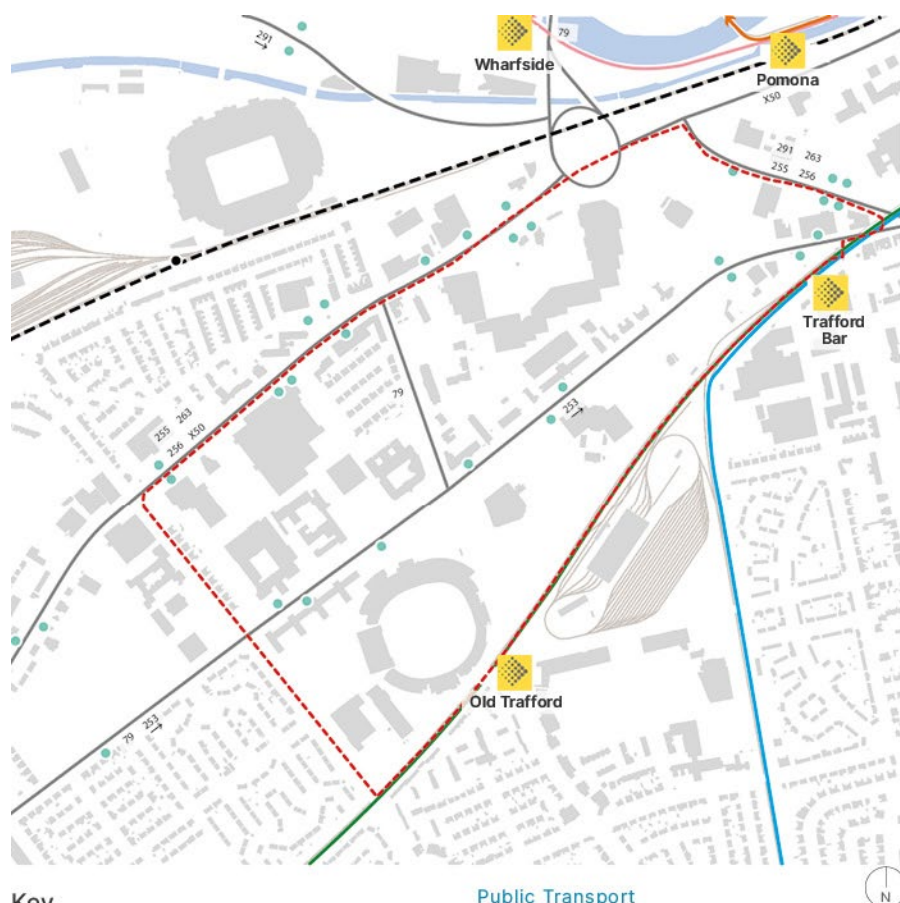 291
→
79
Wharfside
Pomona
X50
291 263
255 256
Trafford
Bar
79
253
→
255 263
256 X50
Old Trafford
79 253
→
Key
Public Transport
N